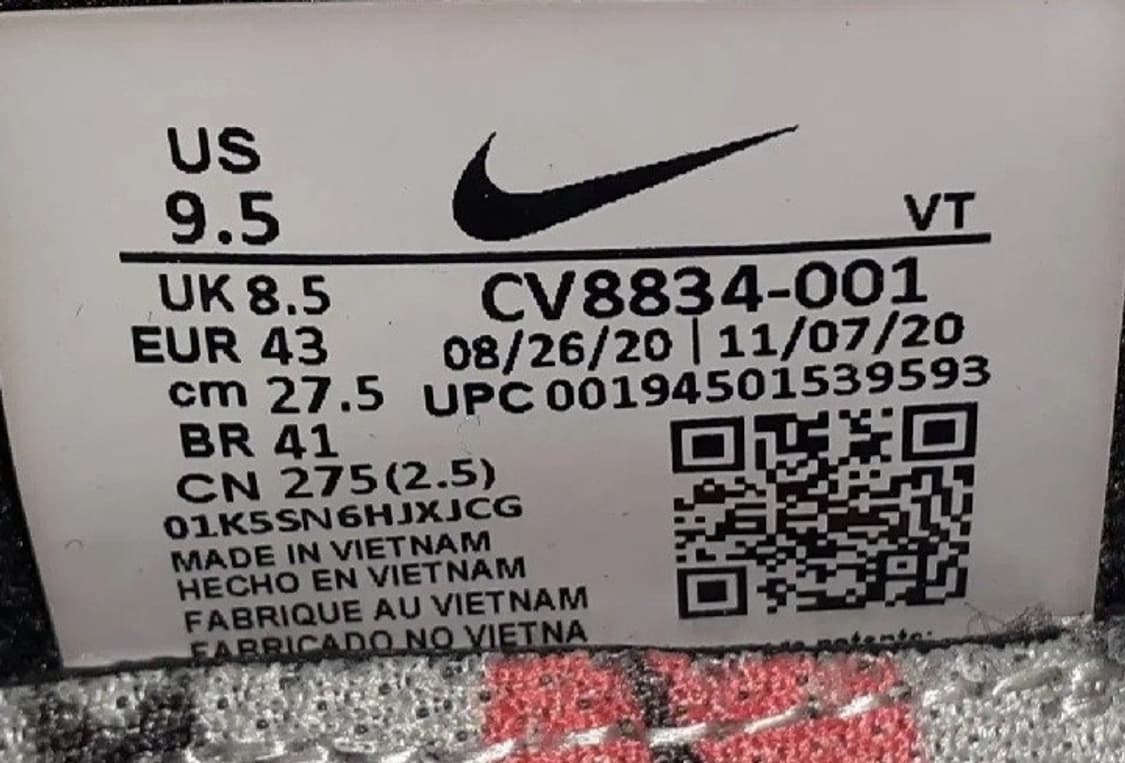 US
9.5
VT
UK 8.5
CV8834-001
EUR 43
08/26/20 | 11/07/20
cm 27.5
UPC 00194501539593
BR 41
CN 275(2.5)
01K5SN6HJXJCG
MADE IN VIETNAM
HECHO EN VIETNAM
FABRIQUE AU VIETNAM
FABRICADO NO VIETNA